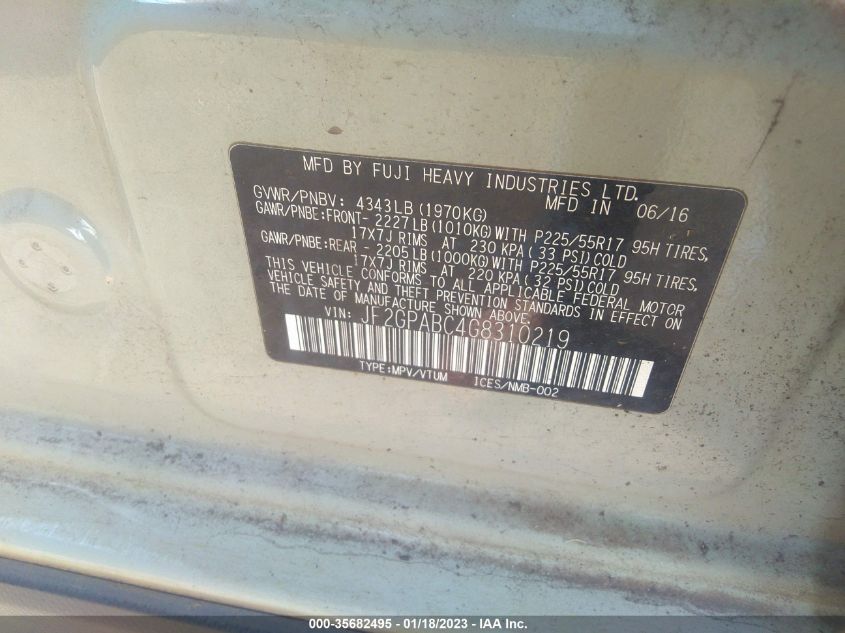 MFD BY FUJI HEAVY INDUSTRIES LTD.
GVWR/PNBV: 4343LB(1970KG) MFD IN 06/16
GAWR/PNBE:FRONT- 2227LB(1010KG)WITH P225/55R17 95H TIRES,
17X7J RIMS AT 230 KPA(33 PSI)COLD
GAWR/PNBE:REAR - 2205LB(1000KG)WITH P225/55R17 95H TIRES,
17X7J RIMS AT 220 KPA(32 PSI)COLD
THIS VEHICLE CONFORMS TO ALL APPLICABLE FEDERAL MOTOR
VEHICLE SAFETY AND THEFT PREVENTION STANDARDS IN EFFECT ON
THE DATE OF MANUFACTURE SHOWN ABOVE.
VIN: JF2GPABC4G8310219
TYPE:MPV/VTUM ICES/NMB-002
000-35682495 - 01/18/2023 - IAA Inc.